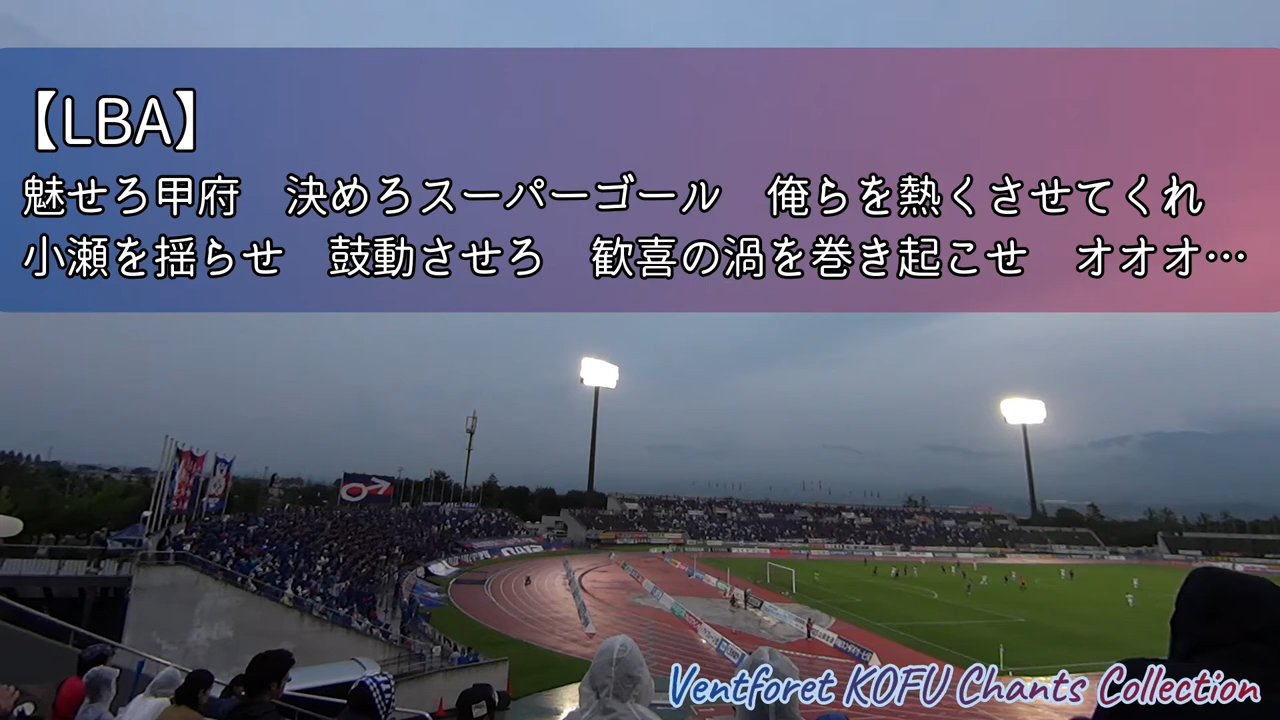 【LBA】
魅せろ甲府　決めろスーパーゴール　俺らを熱くさせてくれ
小瀬を揺らせ　鼓動させろ　歓喜の渦を巻き起こせ　オオオ…
Ventforet KOFU Chants Collection